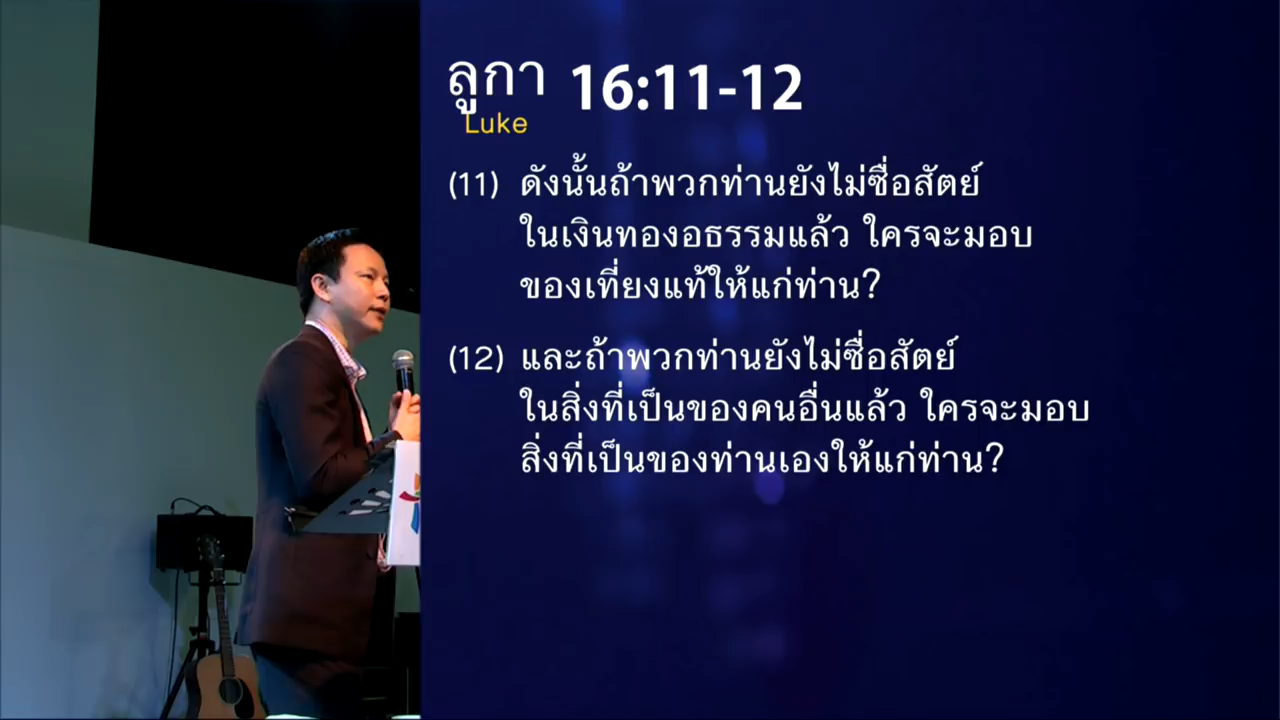 ลูกา 16:11-12
Luke
(11) ดังนั้นถ้าพวกท่านยังไม่ซื่อสัตย์
ในเงินทองอธรรมแล้ว ใครจะมอบ
ของเที่ยงแท้ให้แก่ท่าน?
(12) และถ้าพวกท่านยังไม่ซื่อสัตย์
ในสิ่งที่เป็นของคนอื่นแล้ว ใครจะมอบ
สิ่งที่เป็นของท่านเองให้แก่ท่าน?